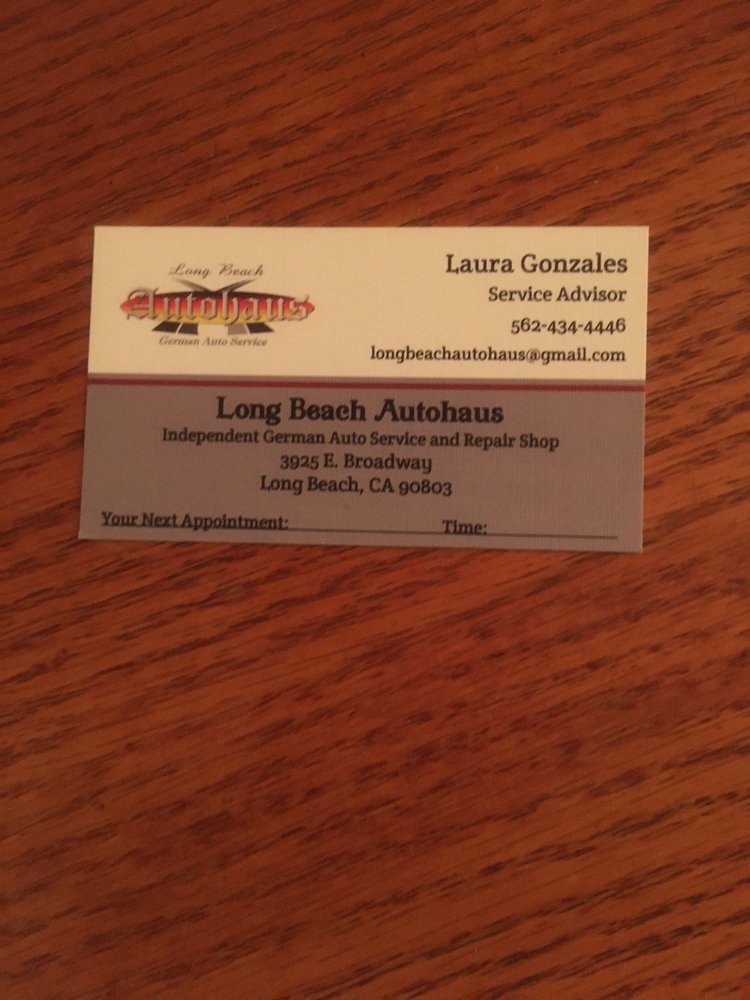 Long Beach
Autohaus
German Auto Service
Laura Gonzales
Service Advisor
562-434-4446
longbeachautohaus@gmail.com
Long Beach Autohaus
Independent German Auto Service and Repair Shop
3925 E. Broadway
Long Beach, CA 90803
Your Next Appointment: Time: